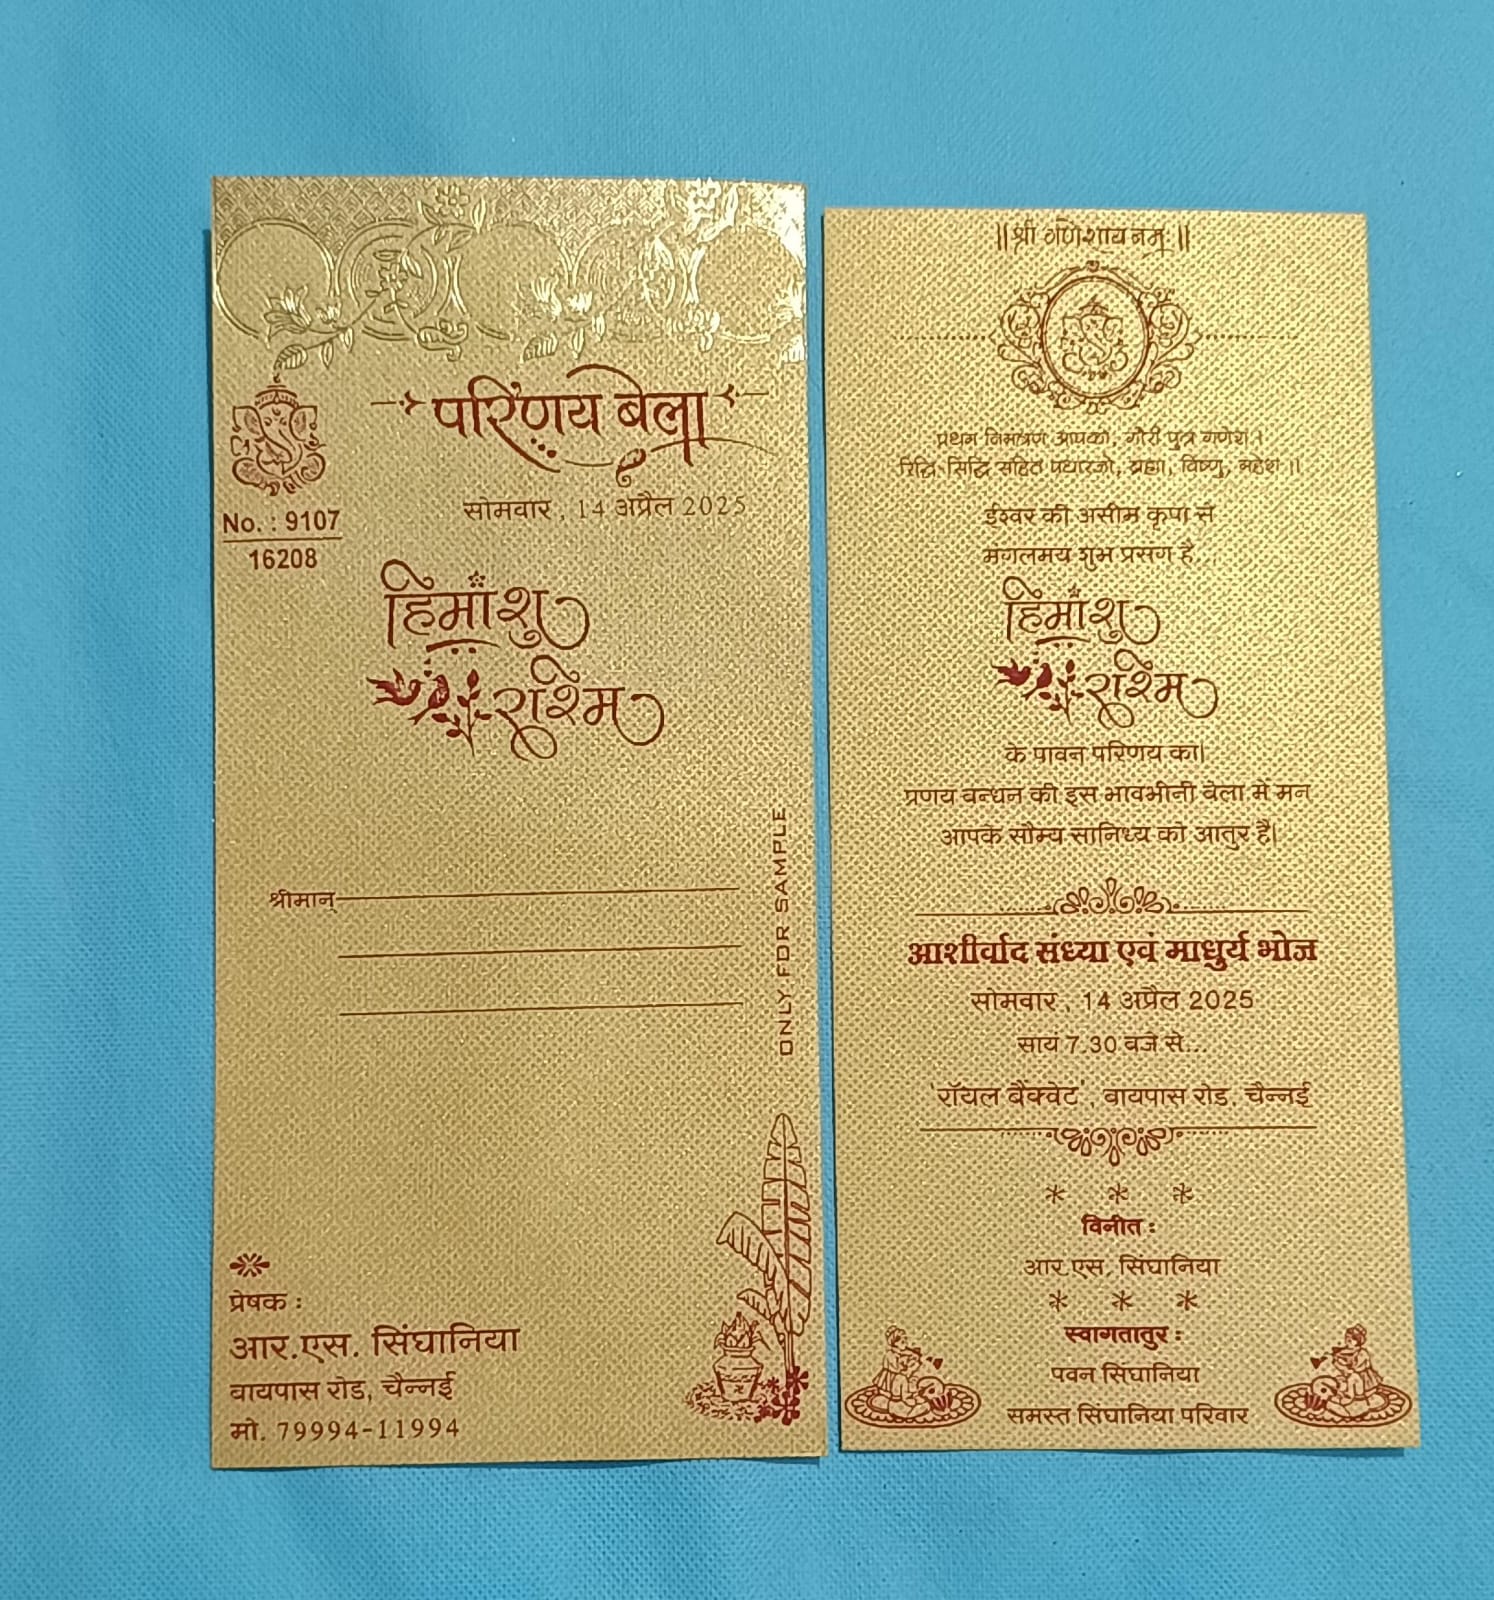 परिणय बेला
सोमवार, 14 अप्रैल 2025
No. : 9107
16208
हिमाँशु
रश्मि
श्रीमान्
ONLY FOR SAMPLE
प्रेषक :
आर.एस. सिंघानिया
वायपास रोड, चैन्नई
मो. 79994-11994
||श्री गणेशाय नमः||
प्रथम निमंत्रण आपको, गौरी पुत्र गणेश।
रिद्धि-सिद्धि सहित पधारजो, ब्रह्मा, विष्णु, महेश।।
ईश्वर की असीम कृपा से
मंगलमय शुभ प्रसंग है...
हिमाँशु
रश्मि
के पावन परिणय का|
प्रणय बन्धन की इस भावभीनी बेला में मन
आपके सौम्य सानिध्य को आतुर है|
आशीर्वाद संध्या एवं माधुर्य भोज
सोमवार, 14 अप्रैल 2025
सायं 7.30 बजे से...
'रॉयल बैंक्वेट', वायपास रोड, चैन्नई
* * *
विनीत :
आर.एस. सिंघानिया
* * *
स्वागतातुर :
पवन सिंघानिया
समस्त सिंघानिया परिवार